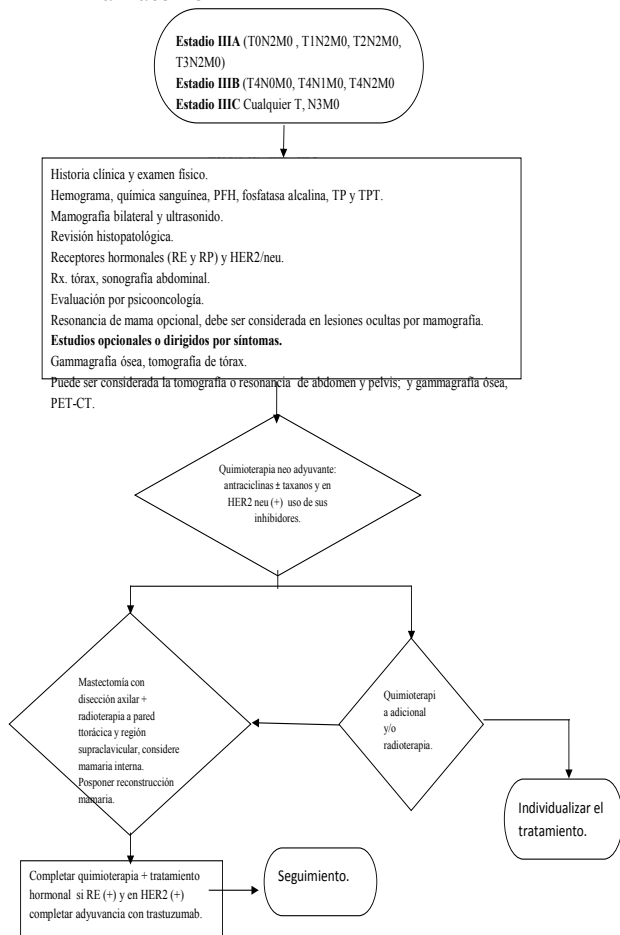 Estadio IIIA (T0N2M0 , T1N2M0, T2N2M0,
T3N2M0)
Estadio IIIB (T4N0M0, T4N1M0, T4N2M0
Estadio IIIC Cualquier T, N3M0
Historia clínica y examen físico.
Hemograma, química sanguínea, PFH, fosfatasa alcalina, TP y TPT.
Mamografía bilateral y ultrasonido.
Revisión histopatológica.
Receptores hormonales (RE y RP) y HER2/neu.
Rx. tórax, sonografía abdominal.
Evaluación por psicooncología.
Resonancia de mama opcional, debe ser considerada en lesiones ocultas por mamografía.
Estudios opcionales o dirigidos por síntomas.
Gammagrafía ósea, tomografía de tórax.
Puede ser considerada la tomografía o resonancia de abdomen y pelvis; y gammagrafía ósea,
PET-CT.
Quimioterapia neo adyuvante:
antraciclinas ± taxanos y en
HER2 neu (+) uso de sus
inhibidores.
Mastectomía con
disección axilar +
radioterapia a pared
ttorácica y región
supraclavicular, considere
mamaria interna.
Posponer reconstrucción
mamaria.
Quimioterapi
a adicional
y/o
radioterapia.
Individualizar el
tratamiento.
Completar quimioterapia + tratamiento
hormonal si RE (+) y en HER2 (+)
completar adyuvancia con trastuzumab.
Seguimiento.